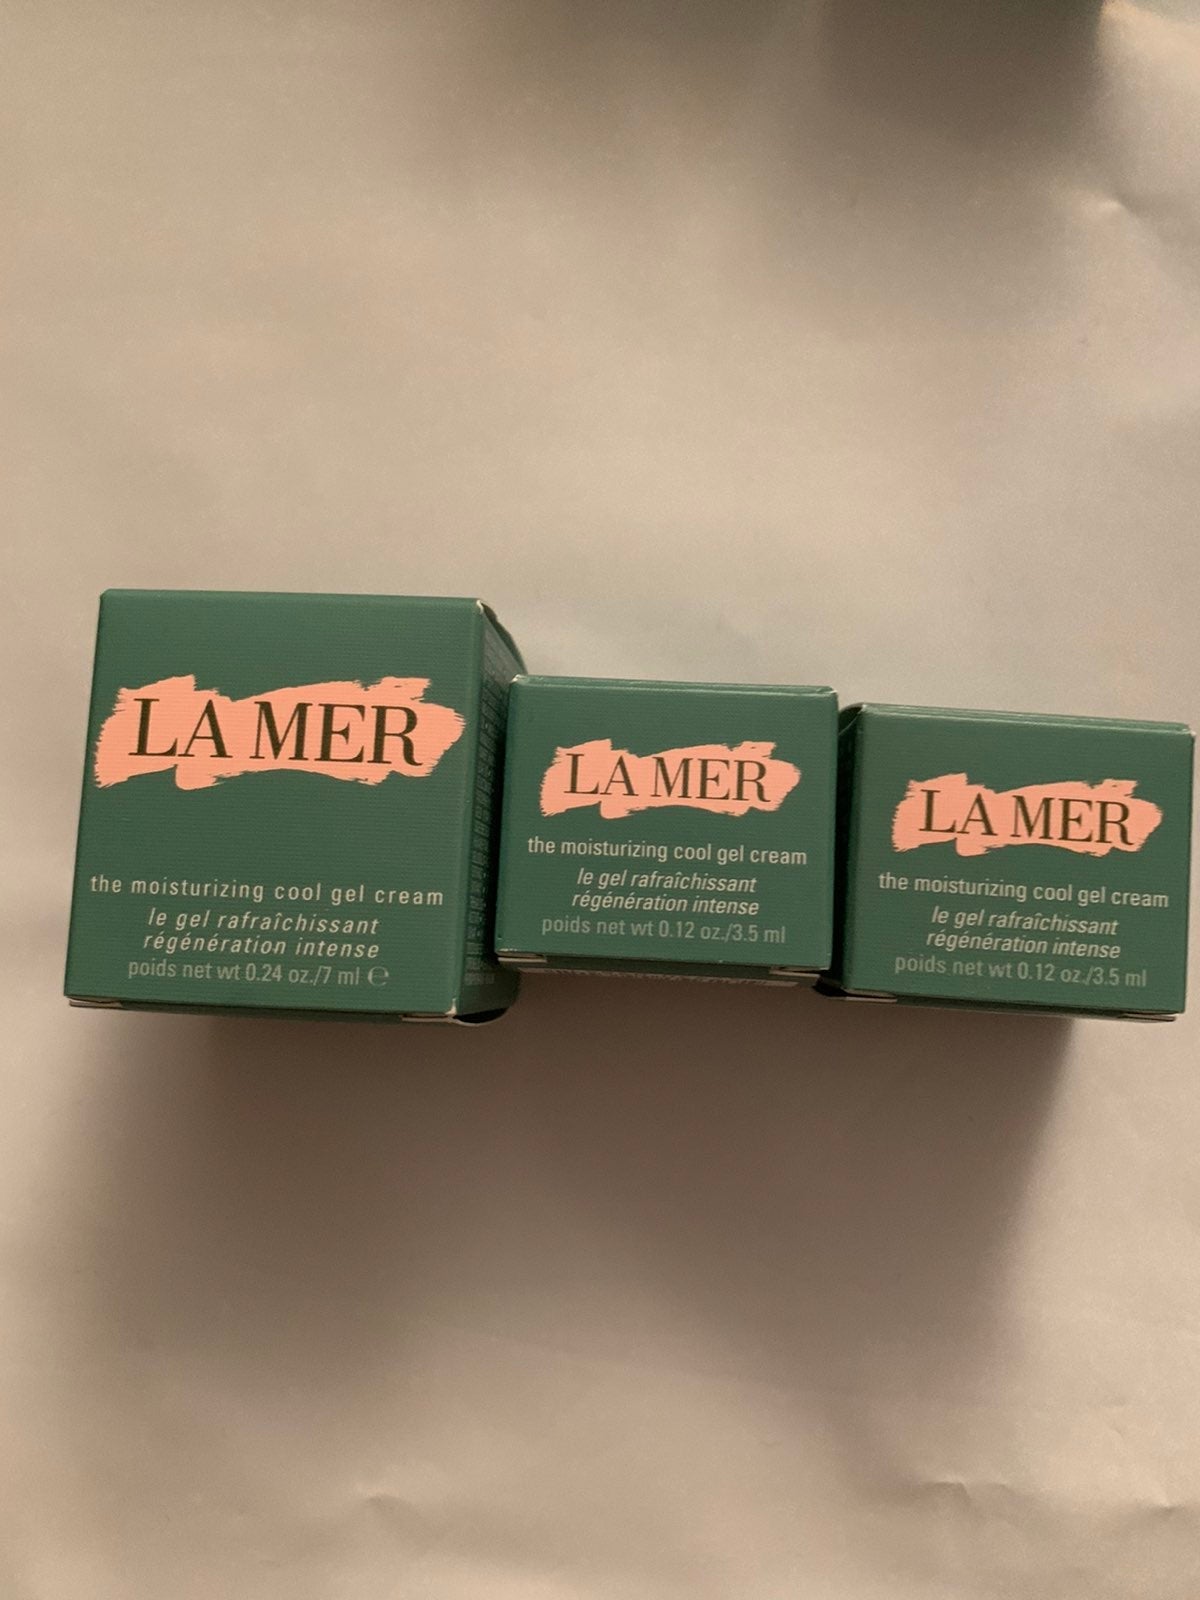 LA MER
the moisturizing cool gel cream
le gel rafraîchissant
régénération intense
poids net wt 0.24 oz./7 ml ℮
LA MER
the moisturizing cool gel cream
le gel rafraîchissant
régénération intense
poids net wt 0.12 oz./3.5 ml
LA MER
the moisturizing cool gel cream
le gel rafraîchissant
régénération intense
poids net wt 0.12 oz./3.5 ml